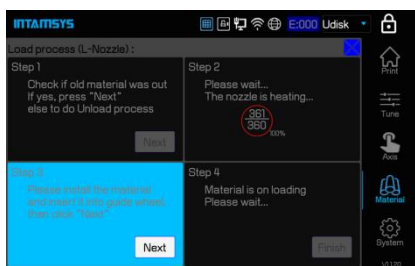 INTAMSYS
E:000 Udisk
Load process (L-Nozzle) :
Step 1
Check if old material was out
If yes, press "Next"
else to do Unload process
Next
Step 2
Please wait...
The nozzle is heating...
361
360
100%
Step 3
Please install the material
and insert it into guide wheel,
then pick "Next"
Next
Step 4
Material is on loading
Please wait...
Finish
Print
Tune
Axis
Material
System
V1.120